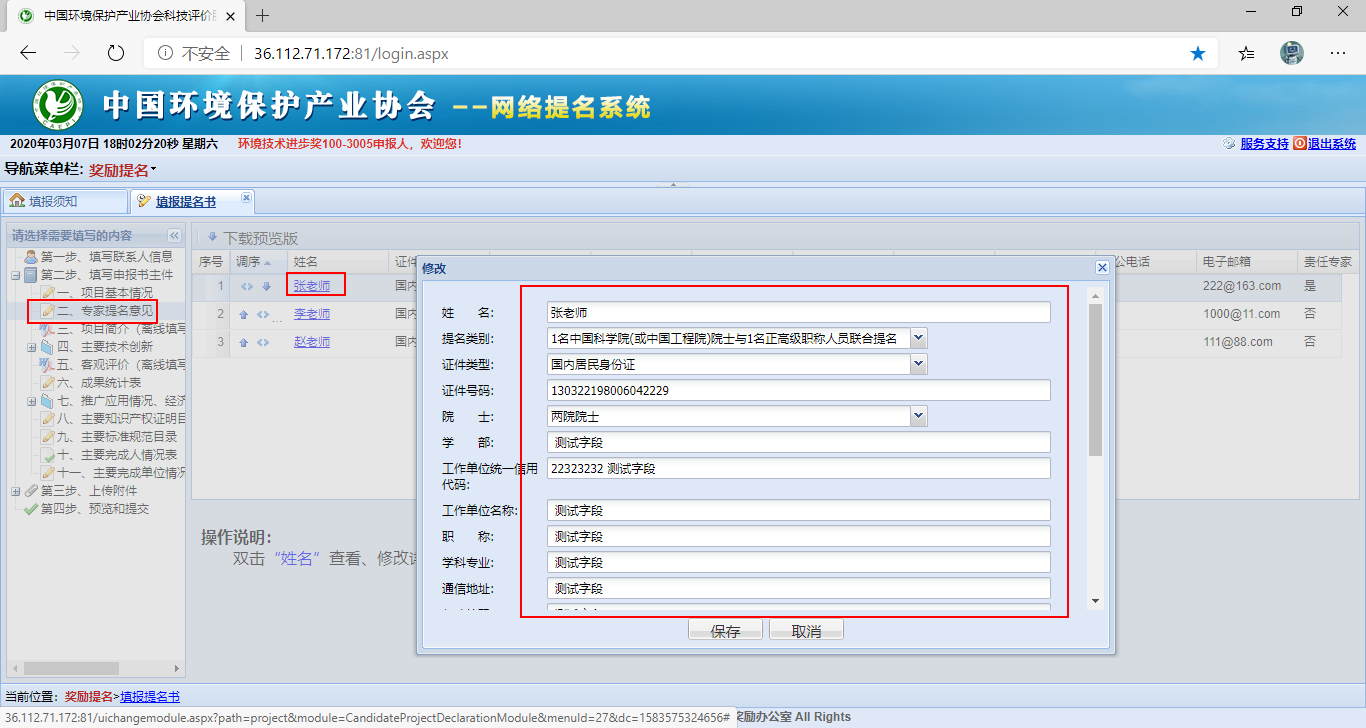 中国环境保护产业协会科技评价
不安全 36.112.71.172:81/login.aspx
中国环境保护产业协会 --网络提名系统
2020年03月07日 18时02分20秒 星期六 环境技术进步奖100-3005申报人，欢迎您！ 服务支持 退出系统
导航菜单栏: 奖励提名
填报须知 填报提名书
请选择需要填写的内容
第一步、填写联系人信息
第二步、填写申报书主件
一、项目基本情况
二、专家提名意见
三、项目简介（离线填写
四、主要技术创新
五、客观评价（离线填写
六、成果统计表
七、推广应用情况、经济
八、主要知识产权证明目
九、主要标准规范目录
十、主要完成人情况表
十一、主要完成单位情况
第三步、上传附件
第四步、预览和提交
下载预览版
序号 调序 姓名 证件 公电话 电子邮箱 责任专家
1 张老师 国内 222@163.com 是
2 ... 李老师 国内 1000@11.com 否
3 赵老师 国内 111@88.com 否
操作说明:
双击“姓名”查看、修改
修改
姓 名: 张老师
提名类别: 1名中国科学院(或中国工程院)院士与1名正高级职称人员联合提名
证件类型: 国内居民身份证
证件号码: 130322198006042229
院 士: 两院院士
学 部: 测试字段
工作单位统一信用
代码: 22323232 测试字段
工作单位名称: 测试字段
职 称: 测试字段
学科专业: 测试字段
通信地址: 测试字段
保存 取消
当前位置: 奖励提名>填报提名书
36.112.71.172:81/uichangemodule.aspx?path=project&module=CandidateProjectDeclarationModule&menuId=27&dc=1583575324656#
奖励办公室 All Rights